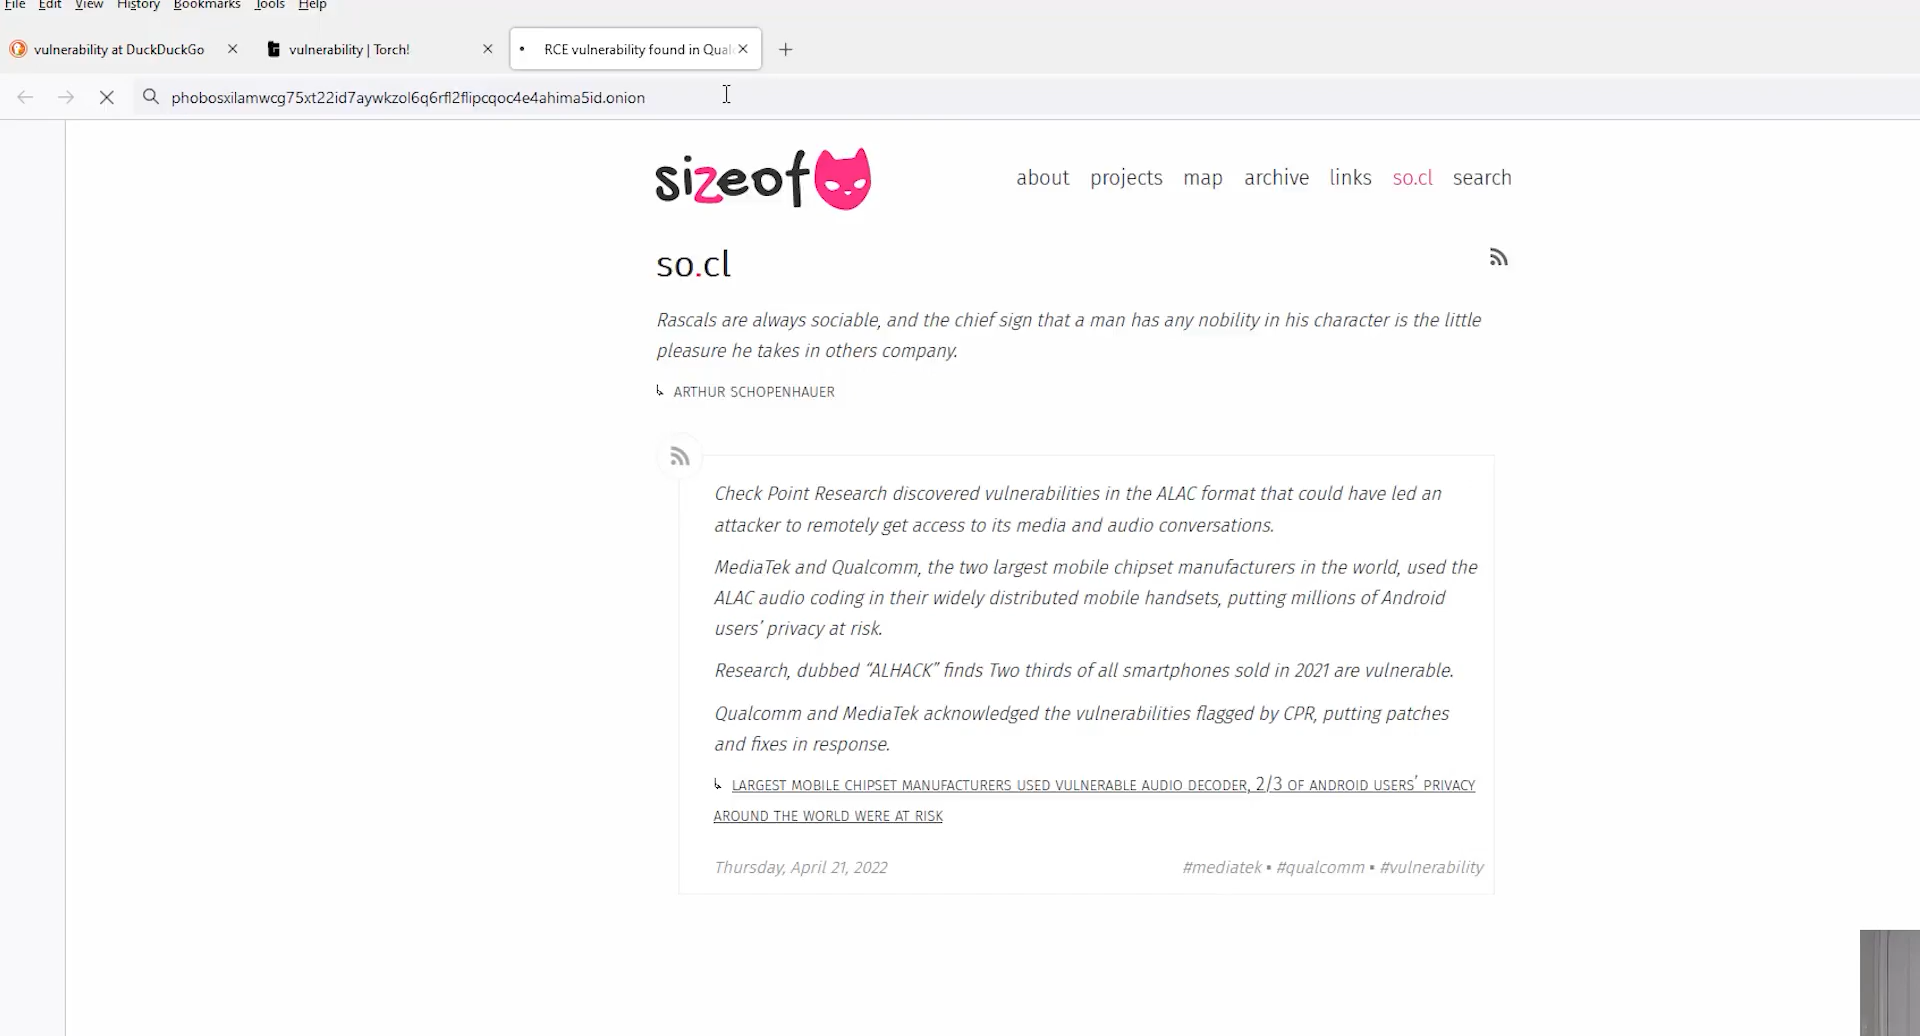 File Edit View History Bookmarks Tools Help
vulnerability at DuckDuckGo
vulnerability | Torch!
RCE vulnerability found in Qual
phobosxilamwcg75xt22id7aywkzol6q6rfl2flipcqoc4e4ahima5id.onion
sizeof
about projects map archive links so.cl search
so.cl
Rascals are always sociable, and the chief sign that a man has any nobility in his character is the little
pleasure he takes in others company.
↳ ARTHUR SCHOPENHAUER
Check Point Research discovered vulnerabilities in the ALAC format that could have led an
attacker to remotely get access to its media and audio conversations.
MediaTek and Qualcomm, the two largest mobile chipset manufacturers in the world, used the
ALAC audio coding in their widely distributed mobile handsets, putting millions of Android
users’ privacy at risk.
Research, dubbed “ALHACK” finds Two thirds of all smartphones sold in 2021 are vulnerable.
Qualcomm and MediaTek acknowledged the vulnerabilities flagged by CPR, putting patches
and fixes in response.
↳ LARGEST MOBILE CHIPSET MANUFACTURERS USED VULNERABLE AUDIO DECODER, 2/3 OF ANDROID USERS’ PRIVACY
AROUND THE WORLD WERE AT RISK
Thursday, April 21, 2022
#mediatek ▪ #qualcomm ▪ #vulnerability